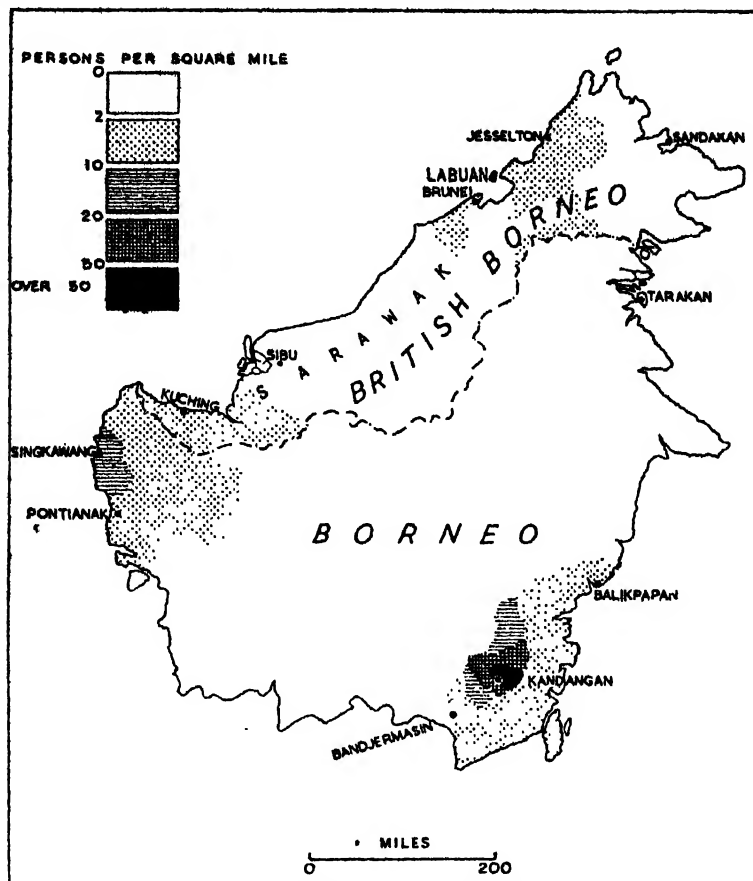 PERSONS PER SQUARE MILE
0
2
10
20
50
OVER 50
JESSELTON
SANDAKAN
LABUAN
BRUNEI
TARAKAN
SARAWAK
BRITISH BORNEO
SIBU
KUCHING
SINGKAWANG
PONTIANAK
BORNEO
BALIKPAPAN
KANDANGAN
BANDJERMASIN
MILES
0 200